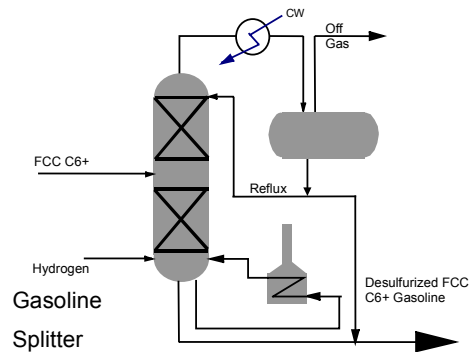 CW
Off
Gas
FCC C6+
Reflux
Hydrogen
Desulfurized FCC
C6+ Gasoline
Gasoline
Splitter